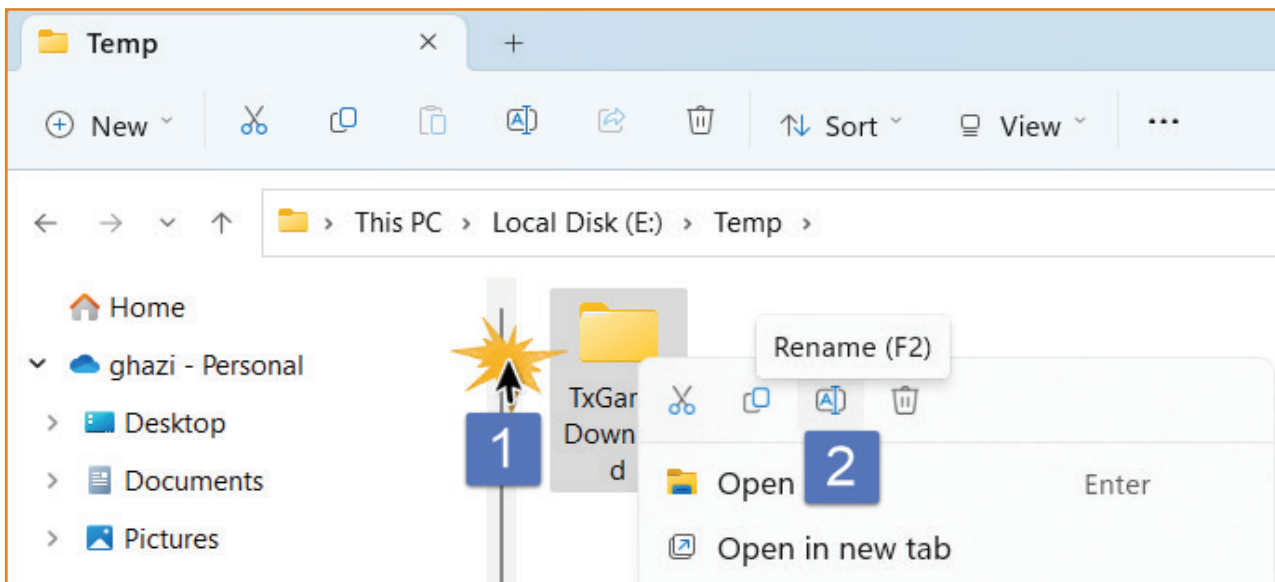 Temp
New Sort View
This PC > Local Disk (E:) > Temp >
Home
ghazi - Personal
Desktop
Documents
Pictures
1
TxGar
Down
d
Rename (F2)
2
Open Enter
Open in new tab